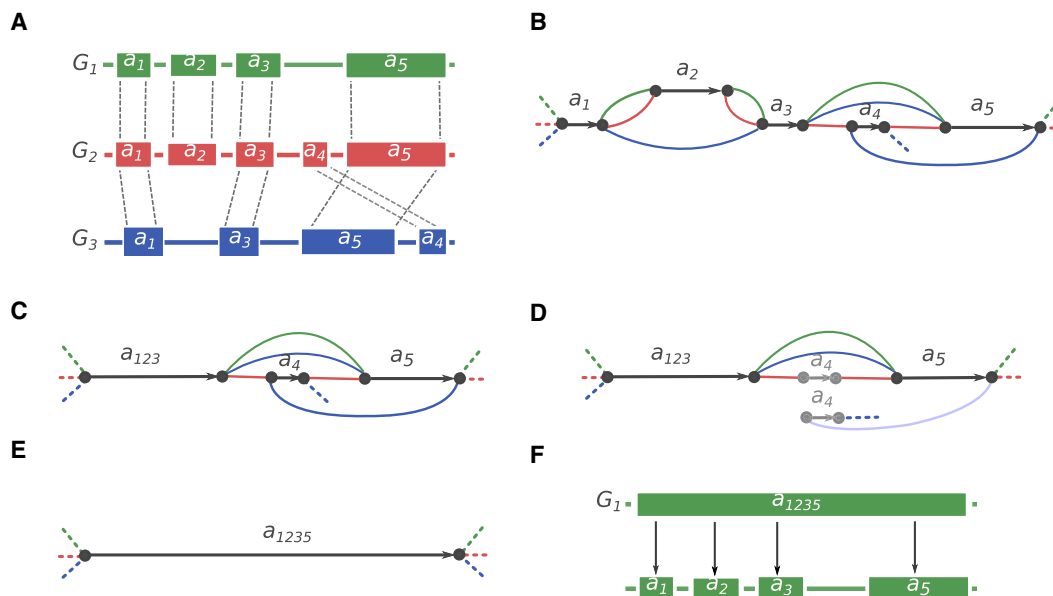 A
G1 a1 a2 a3 a5
G2 a1 a2 a3 a4 a5
G3 a1 a3 a5 a4
B
a1 a2 a3 a4 a5
C
a123 a4 a5
D
a123 a4 a5
a4
E
a1235
F
G1 a1235
a1 a2 a3 a5